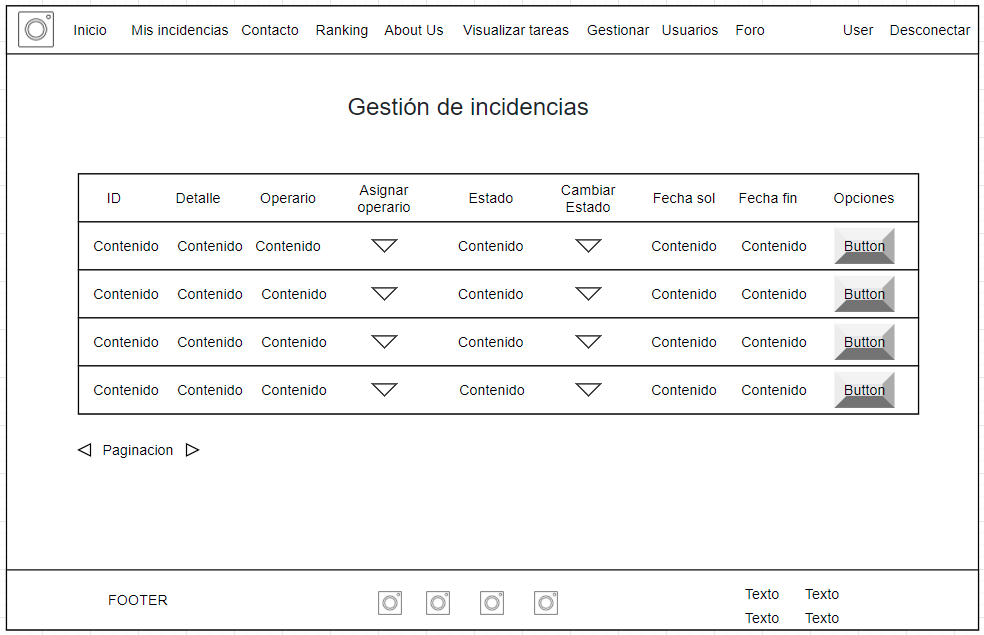 Inicio Mis incidencias Contacto Ranking About Us Visualizar tareas Gestionar Usuarios Foro User Desconectar
Gestión de incidencias
ID Detalle Operario Asignar operario Estado Cambiar Estado Fecha sol Fecha fin Opciones
Contenido Contenido Contenido Contenido Contenido Contenido Button
Contenido Contenido Contenido Contenido Contenido Contenido Button
Contenido Contenido Contenido Contenido Contenido Contenido Button
Contenido Contenido Contenido Contenido Contenido Contenido Button
Paginacion
FOOTER
Texto Texto
Texto Texto